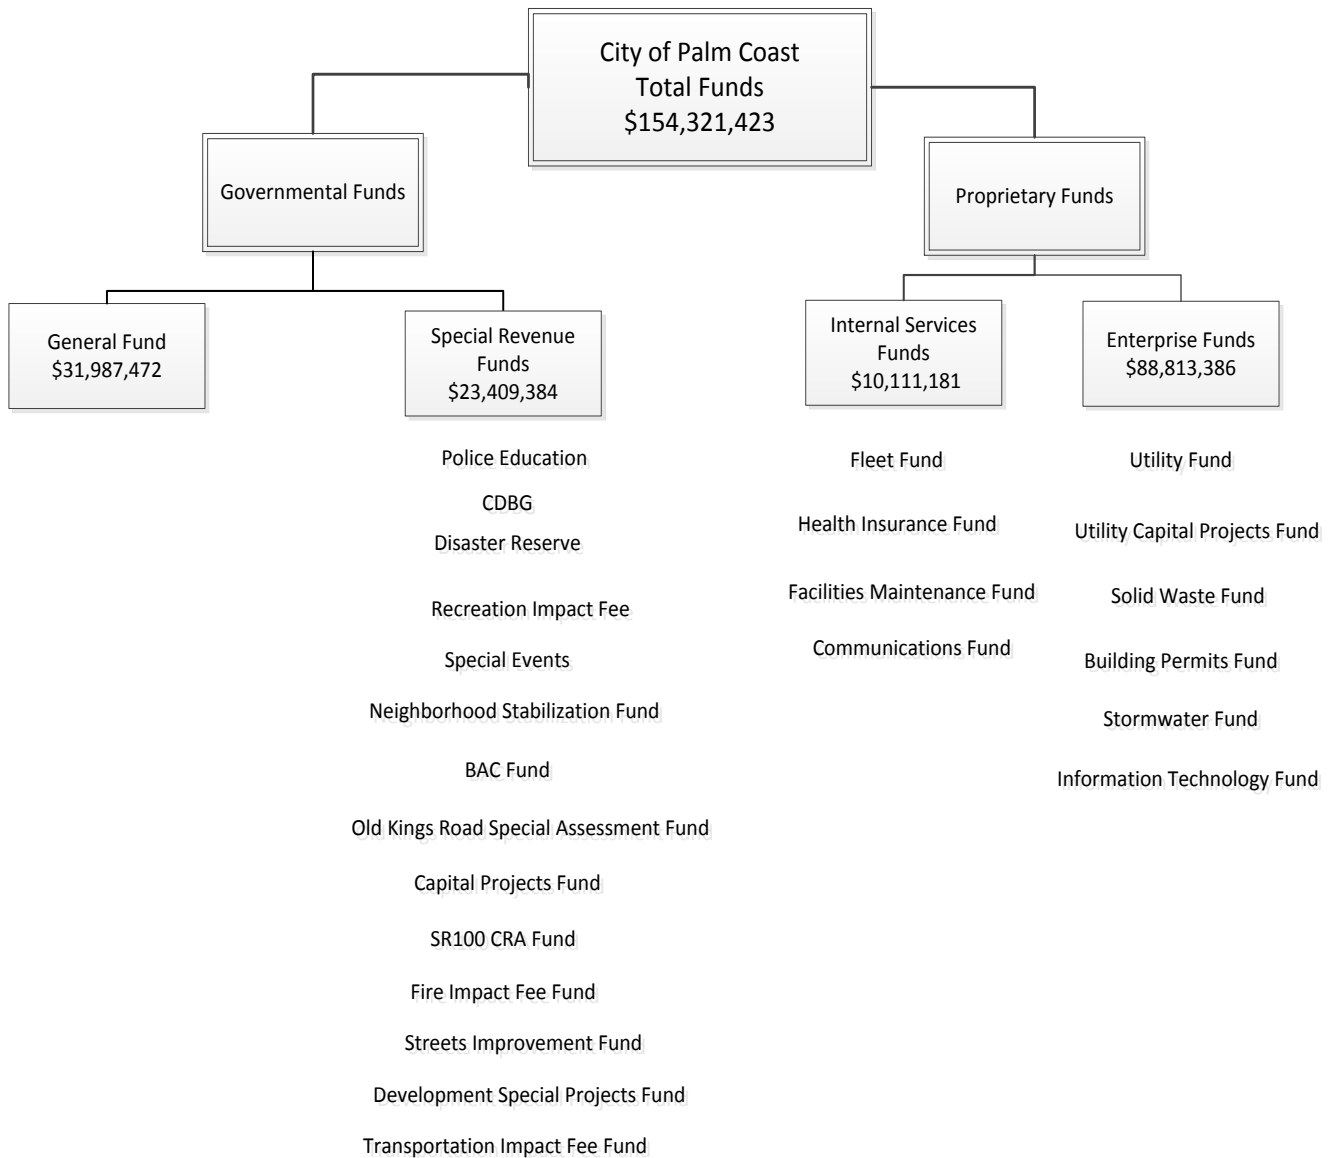 City of Palm Coast
Total Funds
$154,321,423
Governmental Funds
Proprietary Funds
General Fund
$31,987,472
Special Revenue
Funds
$23,409,384
Internal Services
Funds
$10,111,181
Enterprise Funds
$88,813,386
Police Education
CDBG
Disaster Reserve
Recreation Impact Fee
Special Events
Neighborhood Stabilization Fund
BAC Fund
Old Kings Road Special Assessment Fund
Capital Projects Fund
SR100 CRA Fund
Fire Impact Fee Fund
Streets Improvement Fund
Development Special Projects Fund
Transportation Impact Fee Fund
Fleet Fund
Health Insurance Fund
Facilities Maintenance Fund
Communications Fund
Utility Fund
Utility Capital Projects Fund
Solid Waste Fund
Building Permits Fund
Stormwater Fund
Information Technology Fund